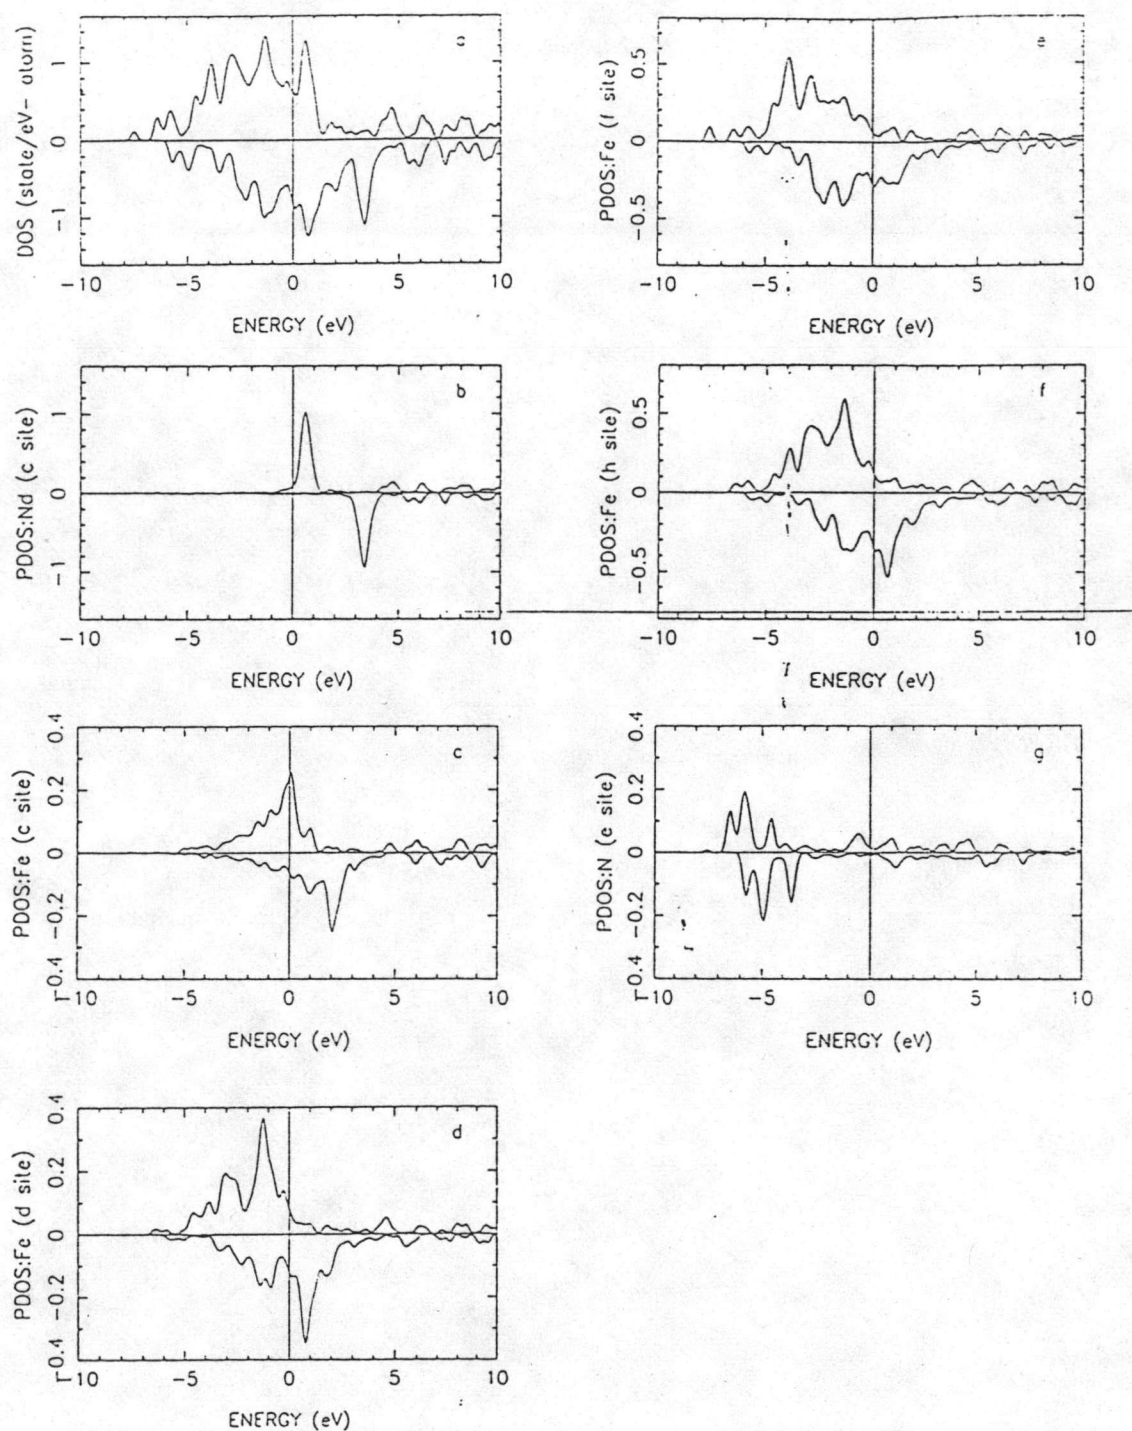 DOS (state/eV- atom)
a
1
0
-1
-10 -5 0 5 10
ENERGY (eV)
PDOS:Nd (c site)
b
1
0
-1
-10 -5 0 5 10
ENERGY (eV)
PDOS:Fe (c site)
c
0.4
0.2
0
-0.2
0.4
-10 -5 0 5 10
ENERGY (eV)
PDOS:Fe (d site)
d
0.4
0.2
0
-0.2
0.4
-10 -5 0 5 10
ENERGY (eV)
PDOS:Fe (f site)
e
0.5
0
-0.5
-10 -5 0 5 10
ENERGY (eV)
PDOS:Fe (h site)
f
0.5
0
-0.5
-10 -5 0 5 10
ENERGY (eV)
PDOS:N (e site)
g
0.4
0.2
0
-0.2
0.4
-10 -5 0 5 10
ENERGY (eV)